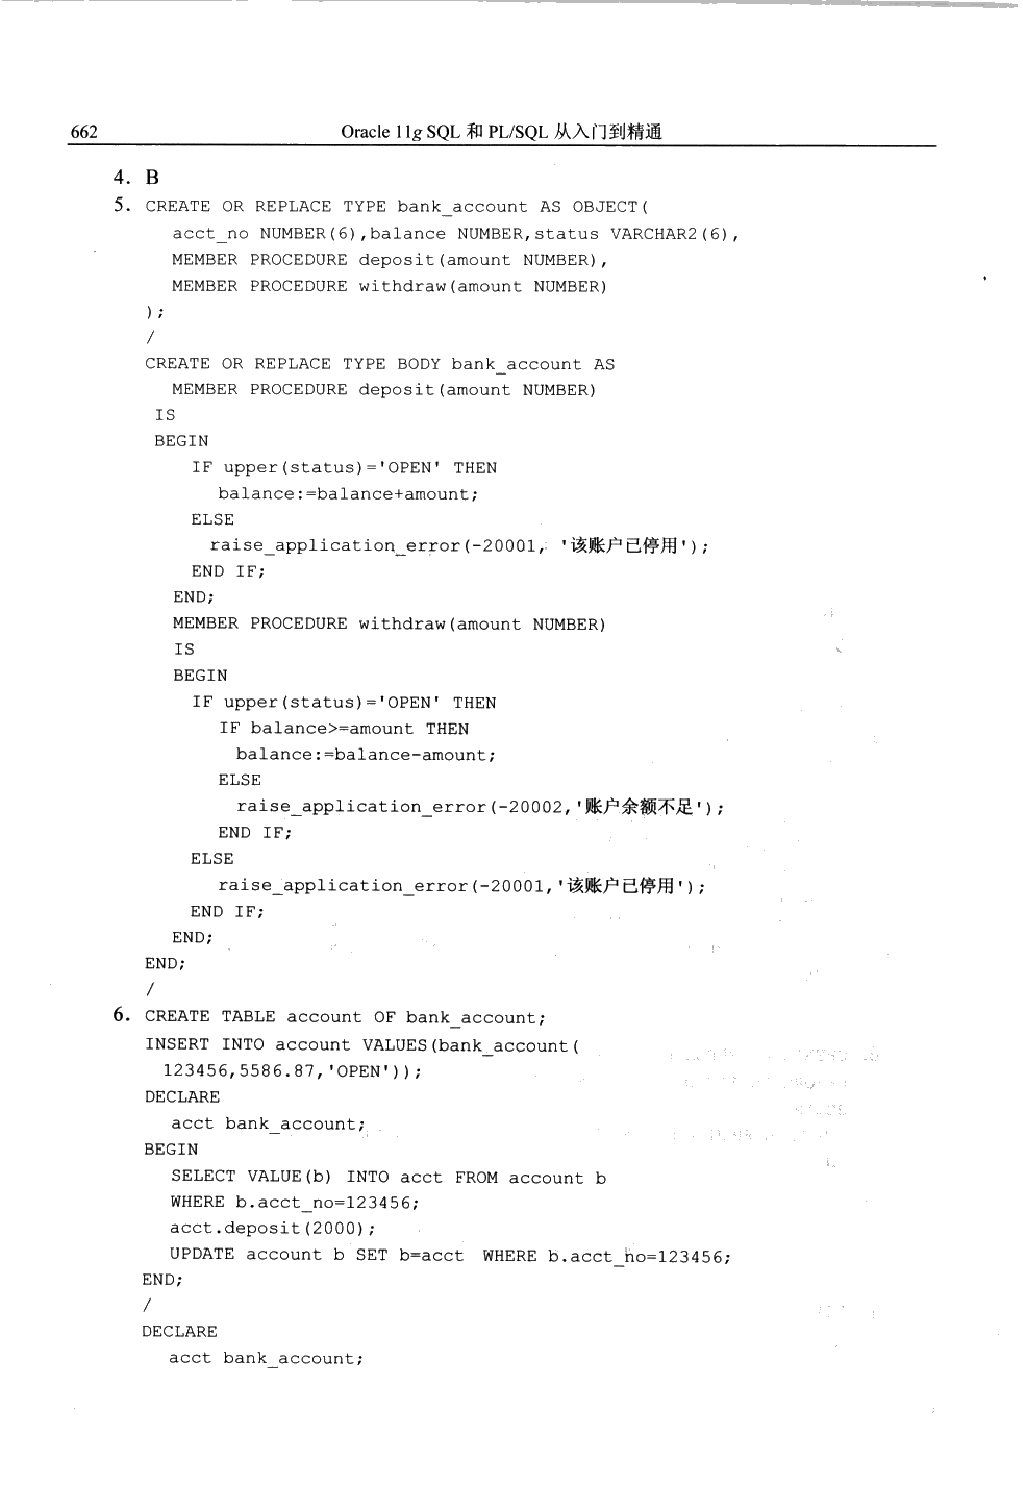 662 Oracle 11g SQL 和 PL/SQL 从入门到精通
4. B
5. CREATE OR REPLACE TYPE bank_account AS OBJECT(
acct_no NUMBER(6),balance NUMBER,status VARCHAR2(6),
MEMBER PROCEDURE deposit(amount NUMBER),
MEMBER PROCEDURE withdraw(amount NUMBER)
);
/
CREATE OR REPLACE TYPE BODY bank_account AS
MEMBER PROCEDURE deposit(amount NUMBER)
IS
BEGIN
IF upper(status)='OPEN' THEN
balance:=balance+amount;
ELSE
raise_application_error(-20001, '该账户已停用');
END IF;
END;
MEMBER PROCEDURE withdraw(amount NUMBER)
IS
BEGIN
IF upper(status)='OPEN' THEN
IF balance>=amount THEN
balance:=balance-amount;
ELSE
raise_application_error(-20002,'账户余额不足');
END IF;
ELSE
raise_application_error(-20001,'该账户已停用');
END IF;
END;
END;
/
6. CREATE TABLE account OF bank_account;
INSERT INTO account VALUES(bank_account(
123456,5586.87,'OPEN'));
DECLARE
acct bank_account;
BEGIN
SELECT VALUE(b) INTO acct FROM account b
WHERE b.acct_no=123456;
acct.deposit(2000);
UPDATE account b SET b=acct WHERE b.acct_no=123456;
END;
/
DECLARE
acct bank_account;